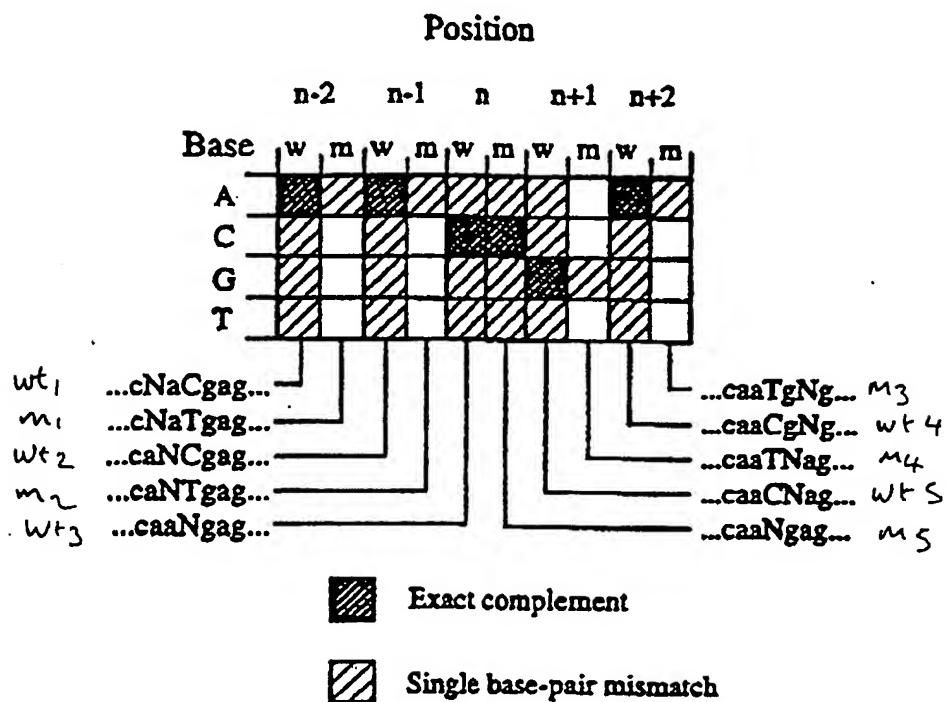 Position
n-2 n-1 n n+1 n+2
Base w m w m w m w m w m
A
C
G
T
wt1 ...cNaCgag...
m1 ...cNaTgag...
wt2 ...caNCgag...
m2 ...caNTgag...
wt3 ...caaNgag...
...caaTgNg... m3
...caaCgNg... wt4
...caaTNag... m4
...caaCNag... wt5
...caaNgag... m5
Exact complement
Single base-pair mismatch